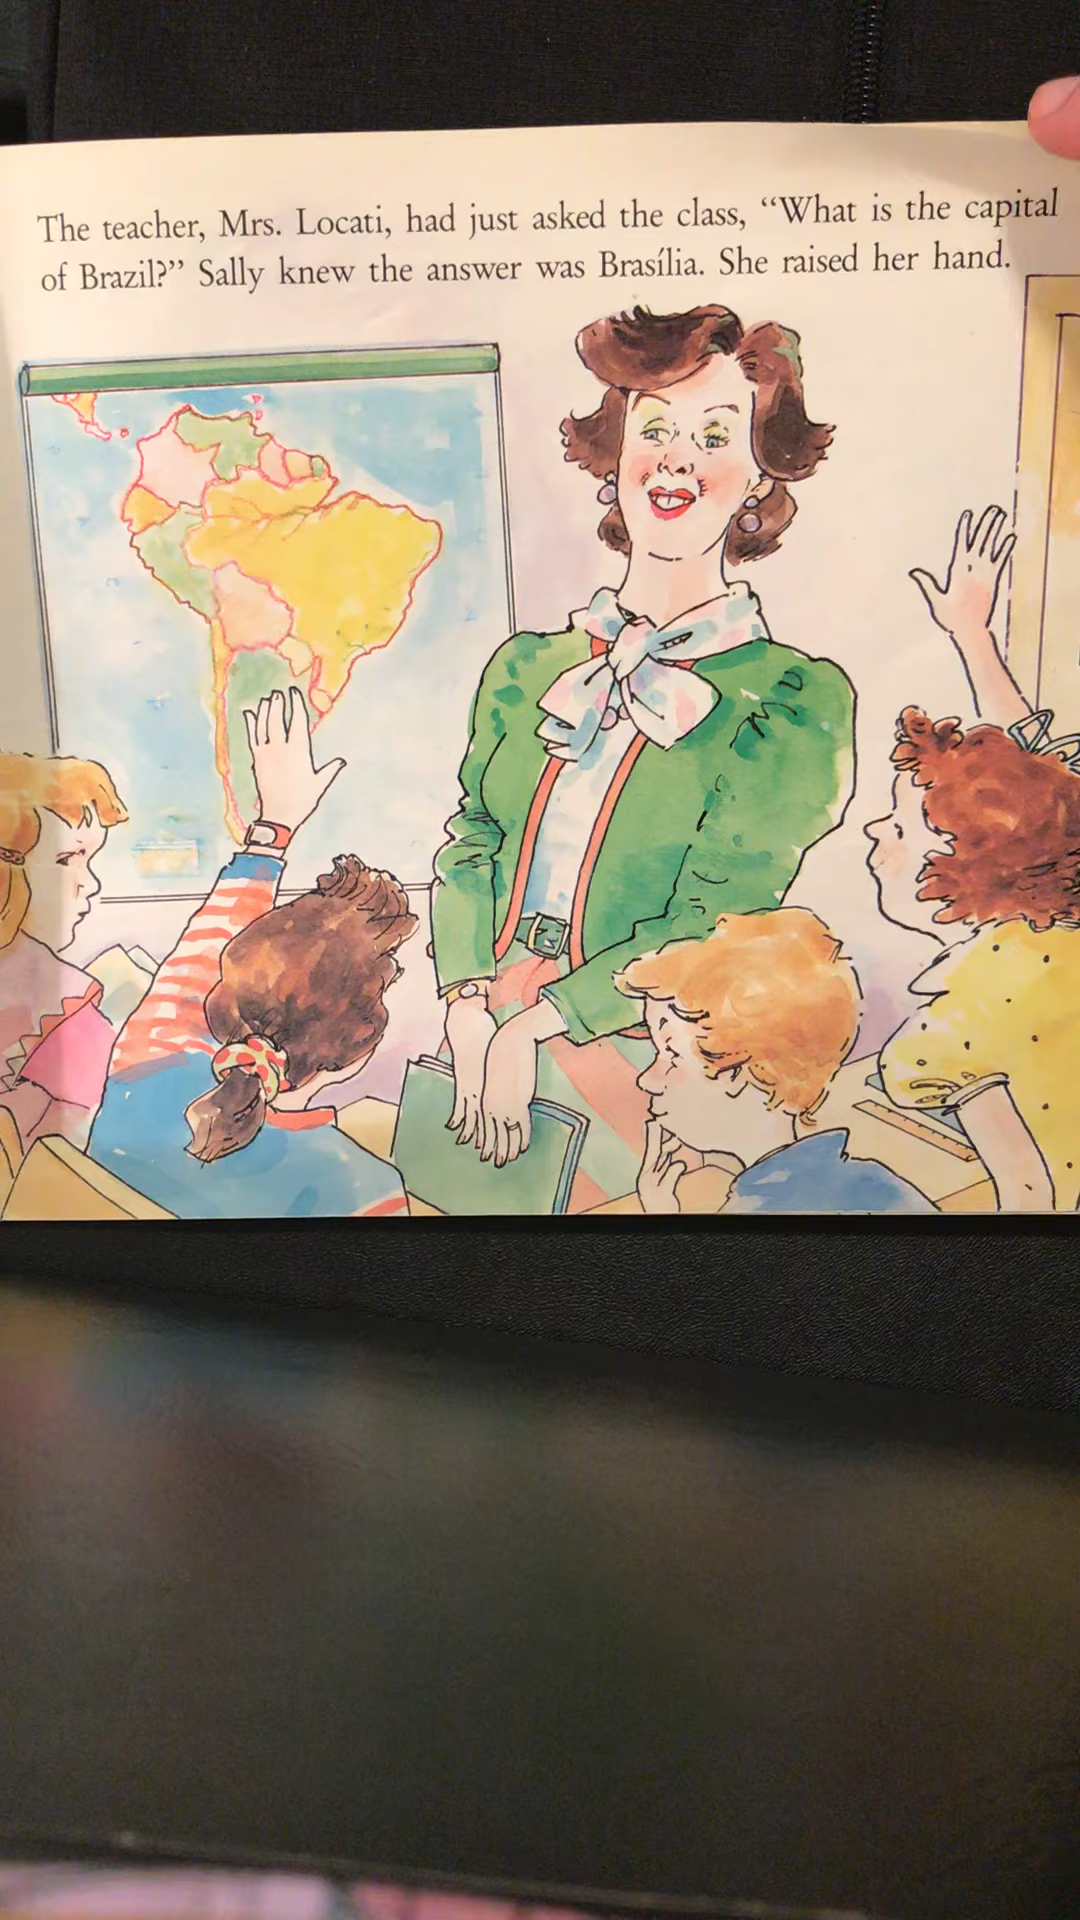 The teacher, Mrs. Locati, had just asked the class, “What is the capital
of Brazil?” Sally knew the answer was Brasília. She raised her hand.